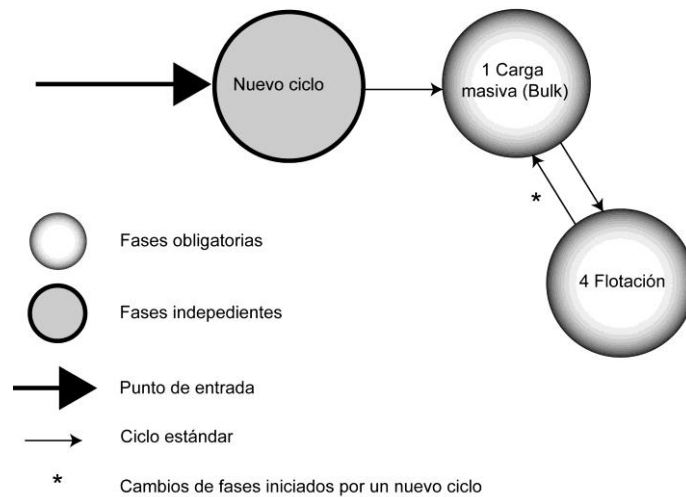 Nuevo ciclo
1 Carga
masiva (Bulk)
*
4 Flotación
Fases obligatorias
Fases indepedientes
Punto de entrada
Ciclo estándar
* Cambios de fases iniciados por un nuevo ciclo